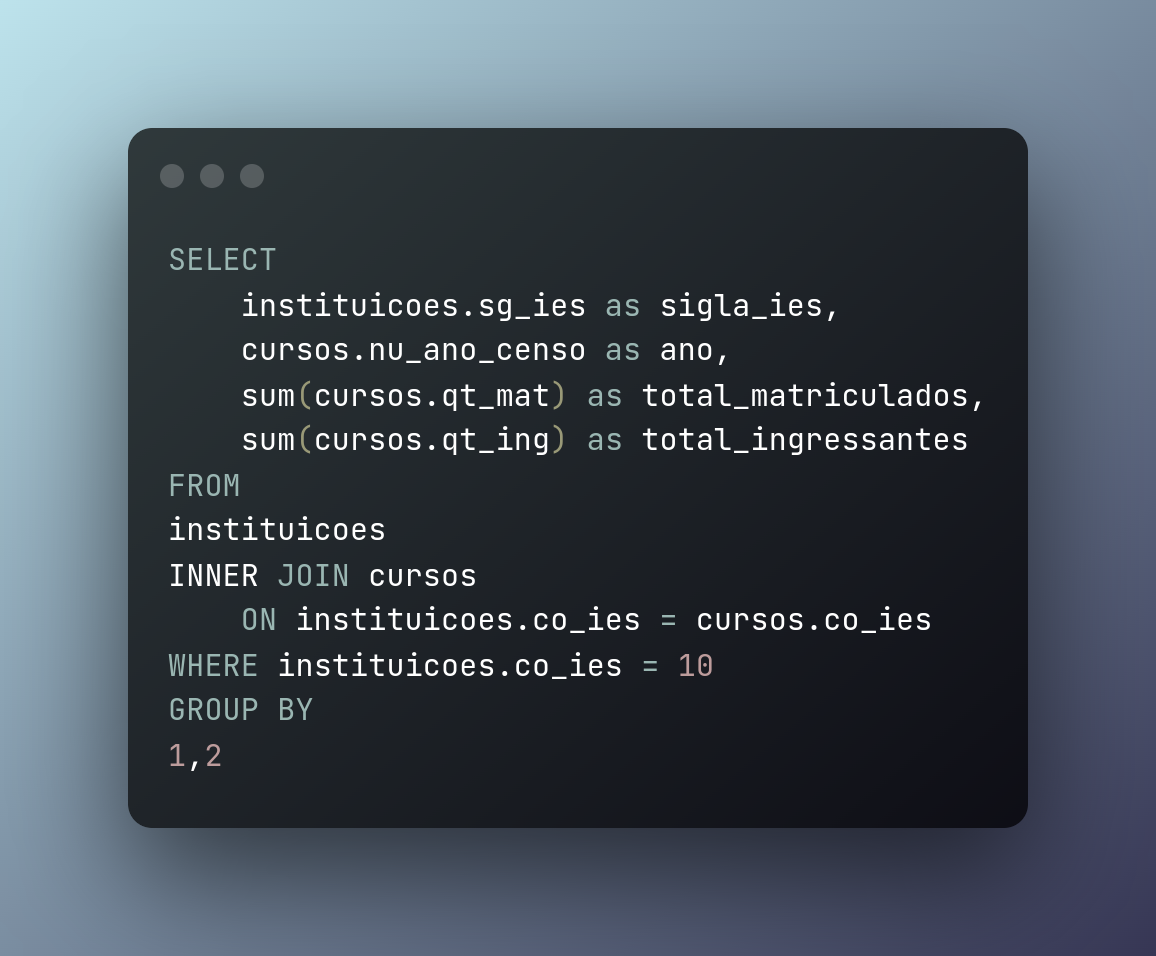 SELECT
    instituicoes.sg_ies as sigla_ies,
    cursos.nu_ano_censo as ano,
    sum(cursos.qt_mat) as total_matriculados,
    sum(cursos.qt_ing) as total_ingressantes
FROM
instituicoes
INNER JOIN cursos
    ON instituicoes.co_ies = cursos.co_ies
WHERE instituicoes.co_ies = 10
GROUP BY
1,2